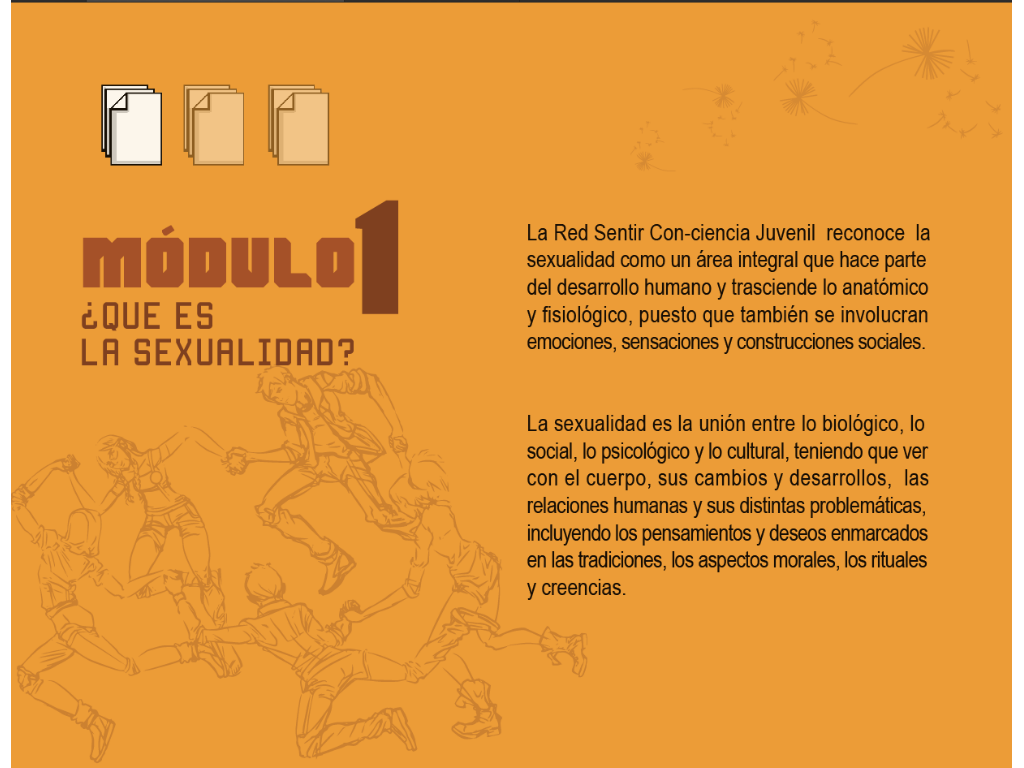 MÓDULO 1
¿QUE ES
LA SEXUALIDAD?
La Red Sentir Con-ciencia Juvenil reconoce la
sexualidad como un área integral que hace parte
del desarrollo humano y trasciende lo anatómico
y fisiológico, puesto que también se involucran
emociones, sensaciones y construcciones sociales.
La sexualidad es la unión entre lo biológico, lo
social, lo psicológico y lo cultural, teniendo que ver
con el cuerpo, sus cambios y desarrollos, las
relaciones humanas y sus distintas problemáticas,
incluyendo los pensamientos y deseos enmarcados
en las tradiciones, los aspectos morales, los rituales
y creencias.